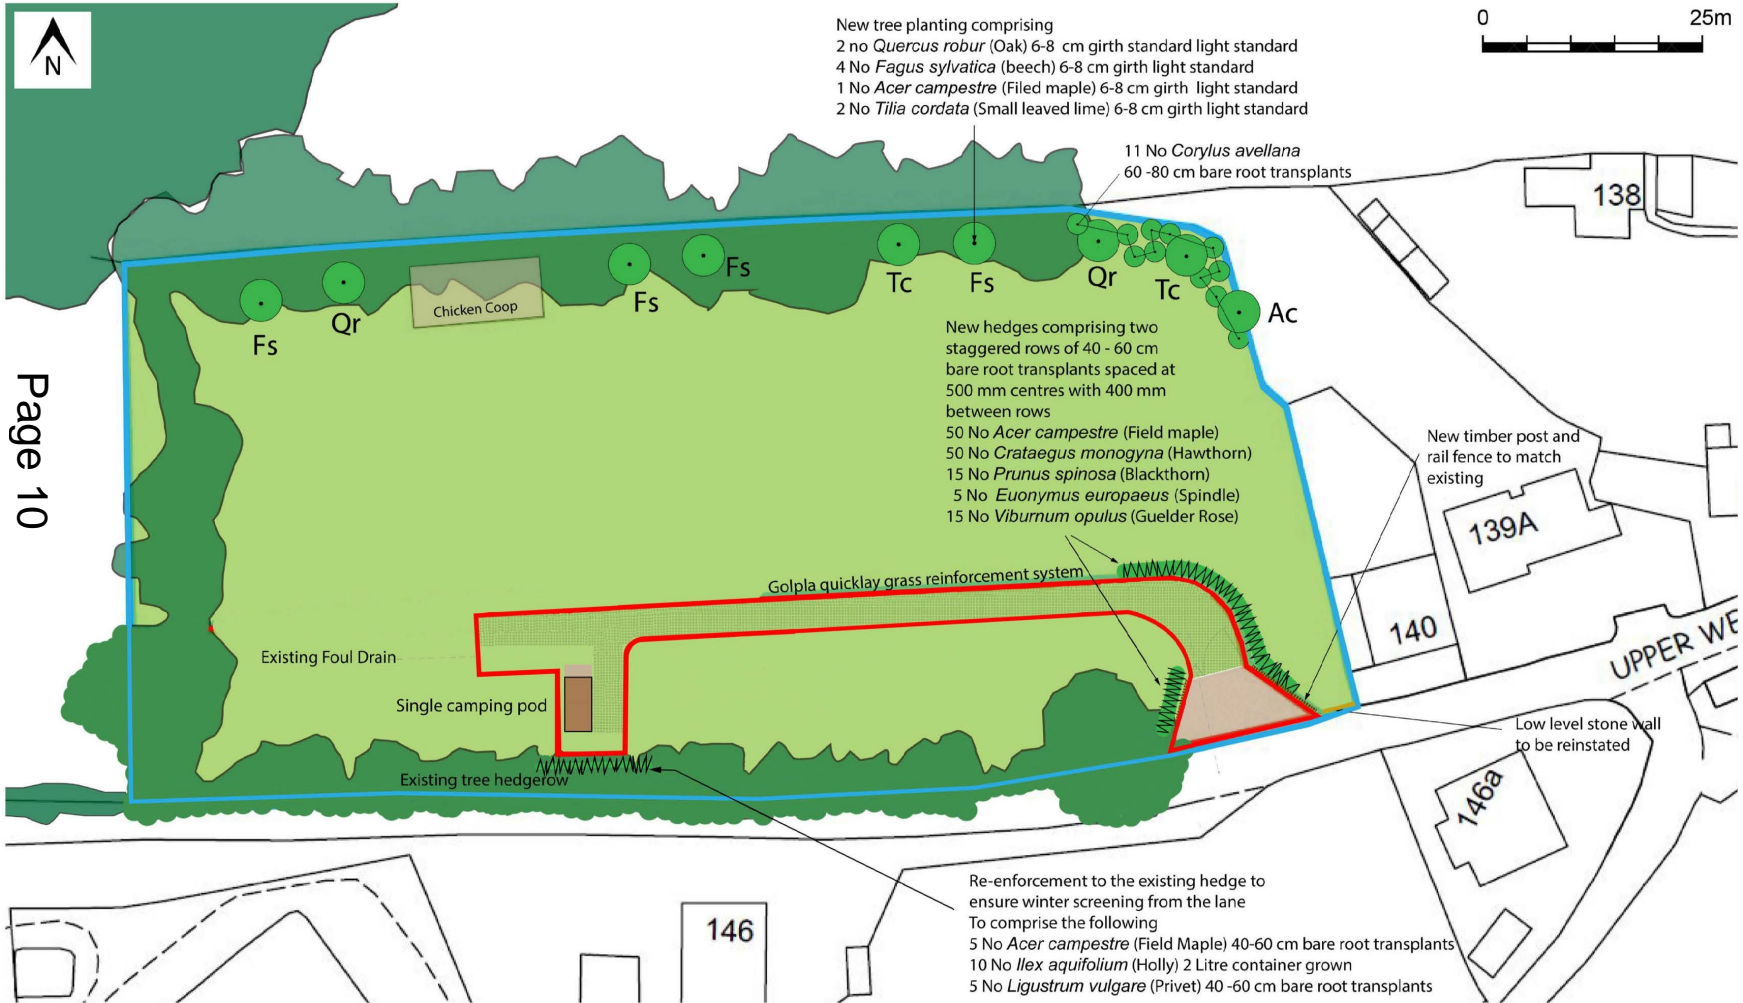 N
0 25m
New tree planting comprising
2 no Quercus robur (Oak) 6-8 cm girth standard light standard
4 No Fagus sylvatica (beech) 6-8 cm girth light standard
1 No Acer campestre (Filed maple) 6-8 cm girth light standard
2 No Tilia cordata (Small leaved lime) 6-8 cm girth light standard
11 No Corylus avellana
60 -80 cm bare root transplants
138
Fs
Qr
Chicken Coop
Fs
Fs
Tc
Fs
Qr
Tc
Ac
Page 10
New hedges comprising two
staggered rows of 40 - 60 cm
bare root transplants spaced at
500 mm centres with 400 mm
between rows
50 No Acer campestre (Field maple)
50 No Crataegus monogyna (Hawthorn)
15 No Prunus spinosa (Blackthorn)
5 No Euonymus europaeus (Spindle)
15 No Viburnum opulus (Guelder Rose)
New timber post and
rail fence to match
existing
139A
140
UPPER WE
Golpla quicklay grass reinforcement system
Existing Foul Drain
Single camping pod
Existing tree hedgerow
Low level stone wall
to be reinstated
146a
146
Re-enforcement to the existing hedge to
ensure winter screening from the lane
To comprise the following
5 No Acer campestre (Field Maple) 40-60 cm bare root transplants
10 No Ilex aquifolium (Holly) 2 Litre container grown
5 No Ligustrum vulgare (Privet) 40 -60 cm bare root transplants